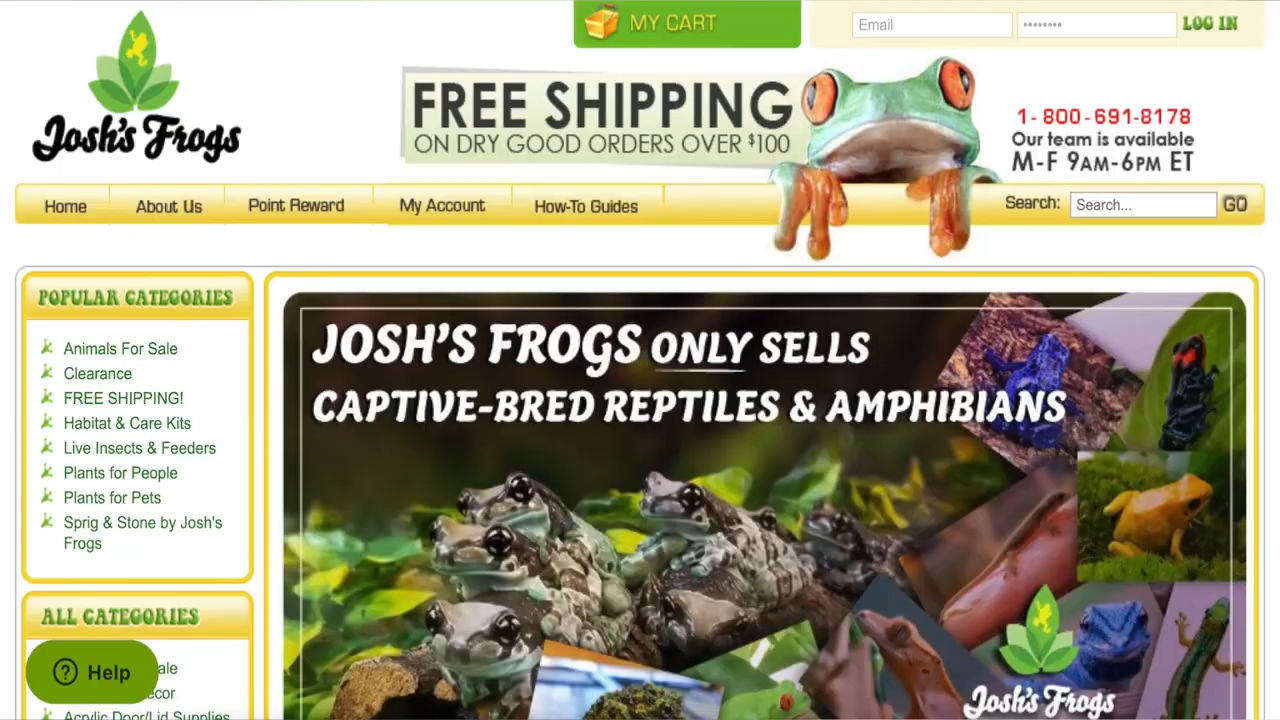 MY CART
Email
LOG IN
Josh's Frogs
FREE SHIPPING
ON DRY GOOD ORDERS OVER $100
1-800-691-8178
Our team is available
M-F 9AM-6PM ET
Home
About Us
Point Reward
My Account
How-To Guides
Search:
Search...
GO
POPULAR CATEGORIES
Animals For Sale
Clearance
FREE SHIPPING!
Habitat & Care Kits
Live Insects & Feeders
Plants for People
Plants for Pets
Sprig & Stone by Josh's
Frogs
ALL CATEGORIES
Help
Acrylic Door/Lid Supplies
JOSH'S FROGS ONLY SELLS
CAPTIVE-BRED REPTILES & AMPHIBIANS
Josh's Frogs